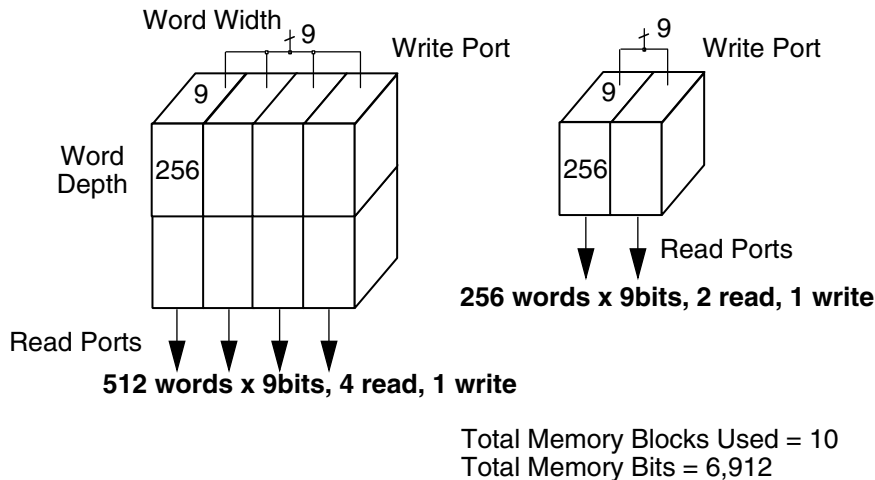 Word Width
9
Write Port
9
Word
Depth
256
Read Ports
512 words x 9bits, 4 read, 1 write
9
Write Port
9
256
Read Ports
256 words x 9bits, 2 read, 1 write
Total Memory Blocks Used = 10
Total Memory Bits = 6,912